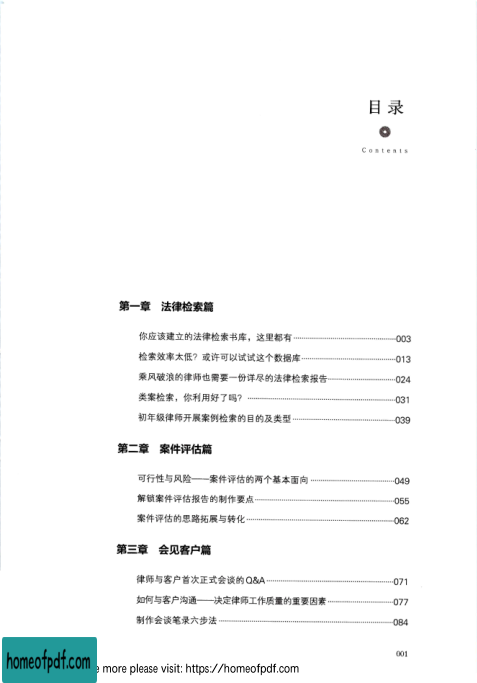 目录
Contents
第一章 法律检索篇
你应该建立的法律检索书库，这里都有 003
检索效率太低？或许可以试试这个数据库 013
乘风破浪的律师也需要一份详尽的法律检索报告 024
类案检索，你利用好了吗？ 031
初年级律师开展案例检索的目的及类型 039
第二章 案件评估篇
可行性与风险——案件评估的两个基本面向 049
解锁案件评估报告的制作要点 055
案件评估的思路拓展与转化 062
第三章 会见客户篇
律师与客户首次正式会谈的Q&A 071
如何与客户沟通——决定律师工作质量的重要因素 077
制作会谈笔录六步法 084
001
homeofpdf.com
more please visit: https://homeofpdf.com